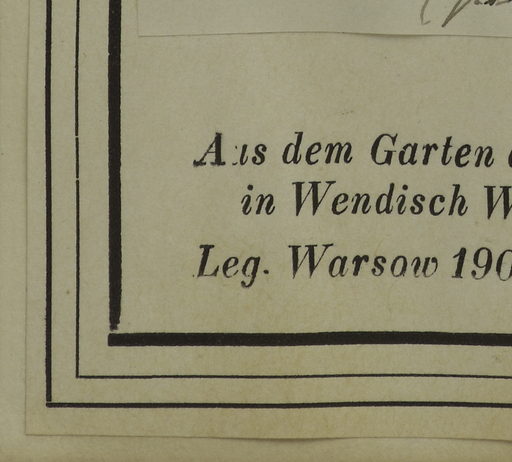 Aus dem Garten
in Wendisch W
Leg. Warsow 190